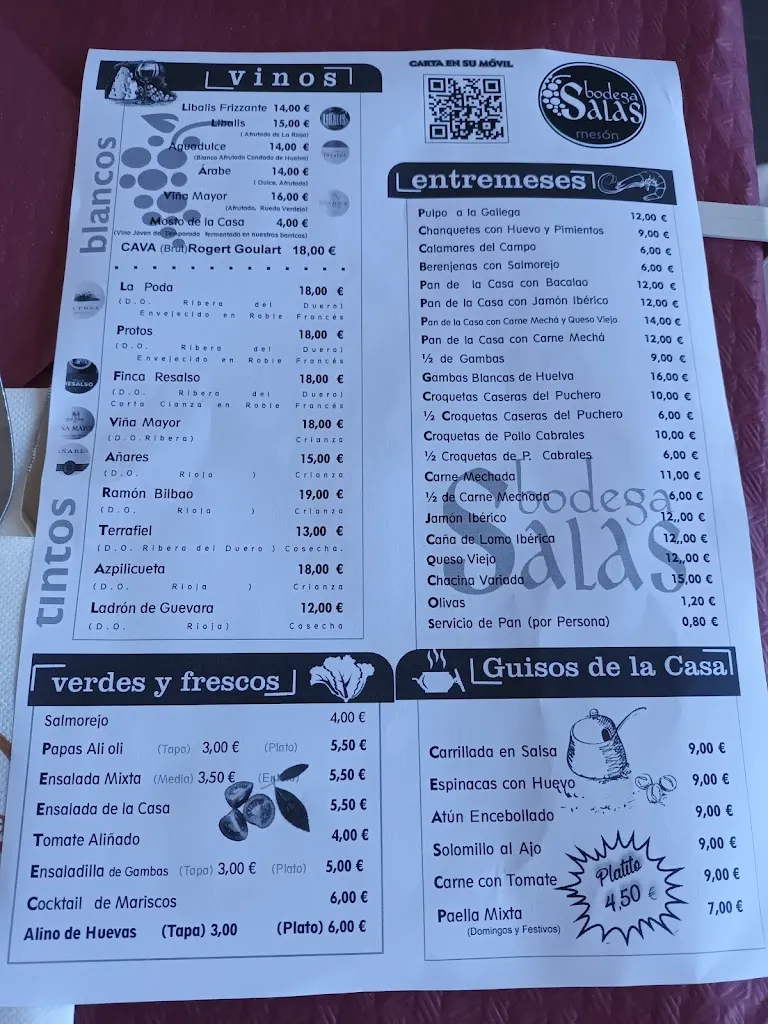 CARTA EN SU MÓVIL
bodega
Salas
mesón
vinos
blancos
Libalis Frizzante 14,00 €
Libalis 15,00 €
( Afrutado de La Rioja)
Aguadulce 14,00 €
(Blanco Afrutado Condado de Huelva)
Árabe 14,00 €
( Dulce, Afrutado)
Viña Mayor 16,00 €
(Afrutado, Rueda Verdejo)
Mosto de la Casa 4,00 €
(Vino Joven de Temporada fermentado en nuestras bodegas)
CAVA (Brut) Rogert Goulart 18,00 €
tintos
La Poda 18,00 €
(D.O. Ribera del Duero)
Envejecido en Roble Francés
Protos 18,00 €
(D.O. Ribera del Duero)
Envejecido en Roble Francés
Finca Resalso 18,00 €
(D.O. Ribera del Duero)
Corta Cianza en Roble Francés
Viña Mayor 18,00 €
(D.O.Ribera) Crianza
Añares 15,00 €
(D.O. Rioja ) Crianza
Ramón Bilbao 19,00 €
(D.O. Rioja ) Crianza
Terrafiel 13,00 €
(D.O. Ribera del Duero ) Cosecha.
Azpilicueta 18,00 €
(D.O. Rioja ) Crianza
Ladrón de Guevara 12,00 €
(D.O. Rioja) Cosecha
entremeses
Pulpo a la Gallega 12,00 €
Chanquetes con Huevo y Pimientos 9,00 €
Calamares del Campo 6,00 €
Berenjenas con Salmorejo 6,00 €
Pan de la Casa con Bacalao 12,00 €
Pan de la Casa con Jamón Ibérico 12,00 €
Pan de la Casa con Carne Mechá y Queso Viejo 14,00 €
Pan de la Casa con Carne Mechá 12,00 €
½ de Gambas 9,00 €
Gambas Blancas de Huelva 16,00 €
Croquetas Caseras del Puchero 10,00 €
½ Croquetas Caseras del Puchero 6,00 €
Croquetas de Pollo Cabrales 10,00 €
½ Croquetas de P. Cabrales 6,00 €
Carne Mechada 11,00 €
½ de Carne Mechada 6,00 €
Jamón Ibérico 12,,00 €
Caña de Lomo Ibérica 12,,00 €
Queso Viejo 12,,00 €
Chacina Variada 15,00 €
Olivas 1,20 €
Servicio de Pan (por Persona) 0,80 €
bodega
Salas
verdes y frescos
Salmorejo 4,00 €
Papas Ali oli (Tapa) 3,00 € (Plato) 5,50 €
Ensalada Mixta (Media) 3,50 € 5,50 €
Ensalada de la Casa 5,50 €
Tomate Aliñado 4,00 €
Ensaladilla de Gambas (Tapa) 3,00 € (Plato) 5,00 €
Cocktail de Mariscos 6,00 €
Alino de Huevas (Tapa) 3,00 (Plato) 6,00 €
Guisos de la Casa
Carrillada en Salsa 9,00 €
Espinacas con Huevo 9,00 €
Atún Encebollado 9,00 €
Solomillo al Ajo 9,00 €
Carne con Tomate 9,00 €
Paella Mixta 7,00 €
(Domingos y Festivos)
Platito
4,50 €